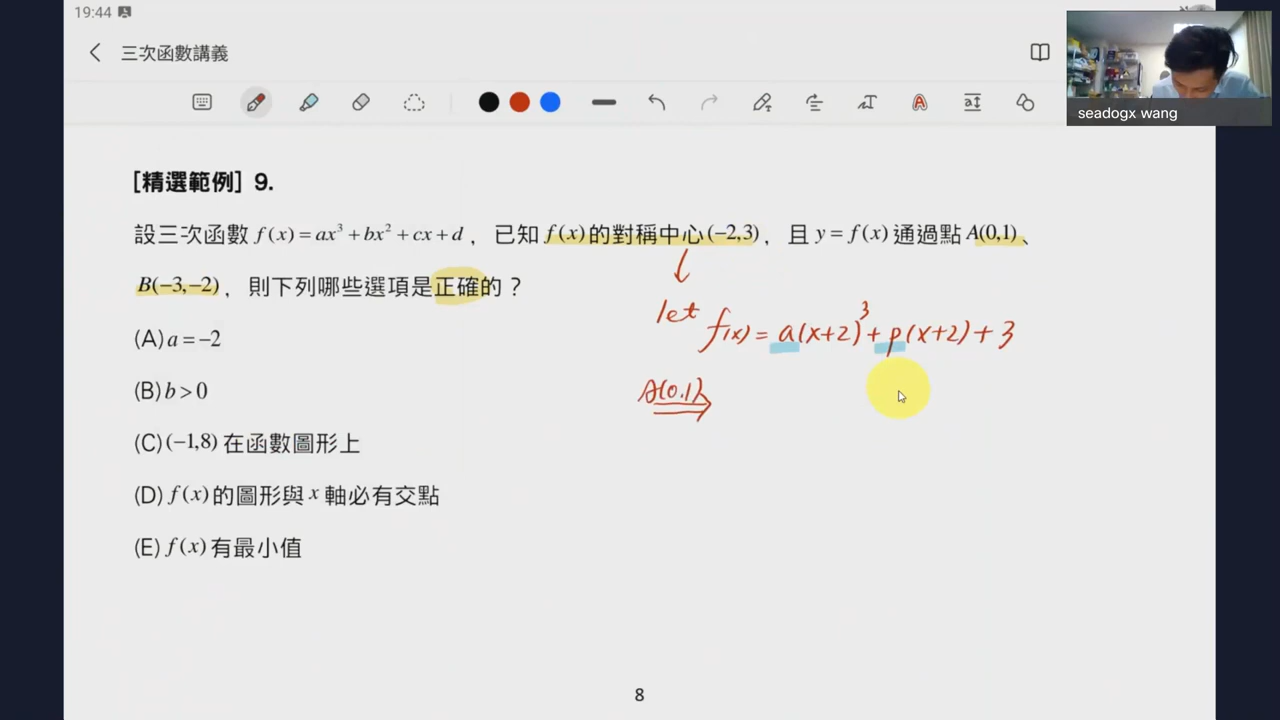 19:44
三次函數講義
seadogx wang
[精選範例] 9.
設三次函數 f(x) = ax³ + bx² + cx + d，已知 f(x) 的對稱中心 (−2,3)，且 y = f(x) 通過點 A(0,1)、
B(−3,−2)，則下列哪些選項是正確的？
let f(x) = a(x+2)³ + p(x+2) + 3
(A) a = −2
A(0,1)
(B) b > 0
(C) (−1,8) 在函數圖形上
(D) f(x) 的圖形與 x 軸必有交點
(E) f(x) 有最小值
8